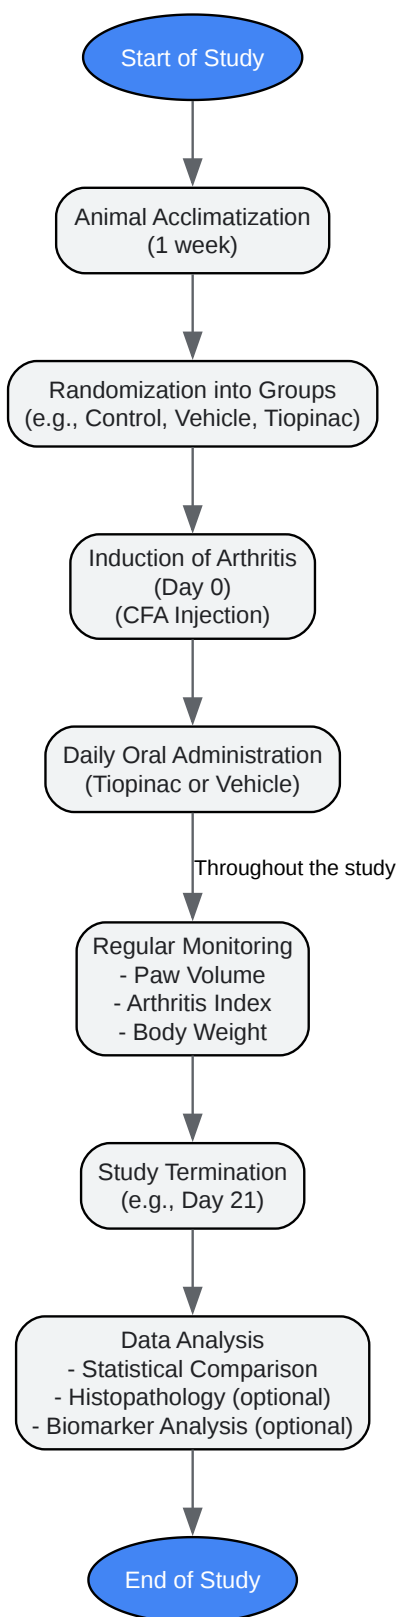 Start of Study
Animal Acclimatization
(1 week)
Randomization into Groups
(e.g., Control, Vehicle, Tiopinac)
Induction of Arthritis
(Day 0)
(CFA Injection)
Daily Oral Administration
(Tiopinac or Vehicle)
Throughout the study
Regular Monitoring
- Paw Volume
- Arthritis Index
- Body Weight
Study Termination
(e.g., Day 21)
Data Analysis
- Statistical Comparison
- Histopathology (optional)
- Biomarker Analysis (optional)
End of Study